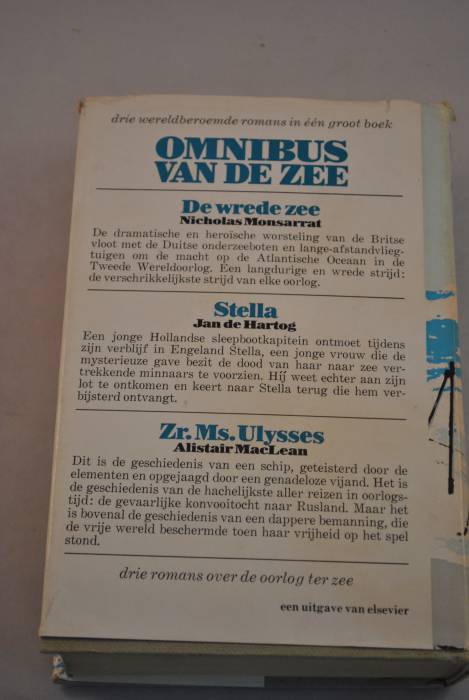 drie wereldberoemde romans in één groot boek
OMNIBUS
VAN DE ZEE
De wrede zee
Nicholas Monsarrat
De dramatische en heroïsche worsteling van de Britse
vloot met de Duitse onderzeeboten en lange-afstandvlieg-
tuigen om de macht op de Atlantische Oceaan in de
Tweede Wereldoorlog. Een langdurige en wrede strijd:
de verschrikkelijkste strijd van elke oorlog.
Stella
Jan de Hartog
Een jonge Hollandse sleepbootkapitein ontmoet tijdens
zijn verblijf in Engeland Stella, een jonge vrouw die de
mysterieuze gave bezit de dood van haar naar zee ver-
trekkende minnaars te voorzien. Hij weet echter aan zijn
lot te ontkomen en keert naar Stella terug die hem ver-
bijsterd ontvangt.
Zr. Ms. Ulysses
Alistair MacLean
Dit is de geschiedenis van een schip, geteisterd door de
elementen en opgejaagd door een genadeloze vijand. Het is
de geschiedenis van de hachelijkste aller reizen in oorlogs-
tijd: de gevaarlijke konvooitocht naar Rusland. Maar het
is bovenal de geschiedenis van een dappere bemanning, die
de vrije wereld beschermde toen haar vrijheid op het spel
stond.
drie romans over de oorlog ter zee
een uitgave van elsevier